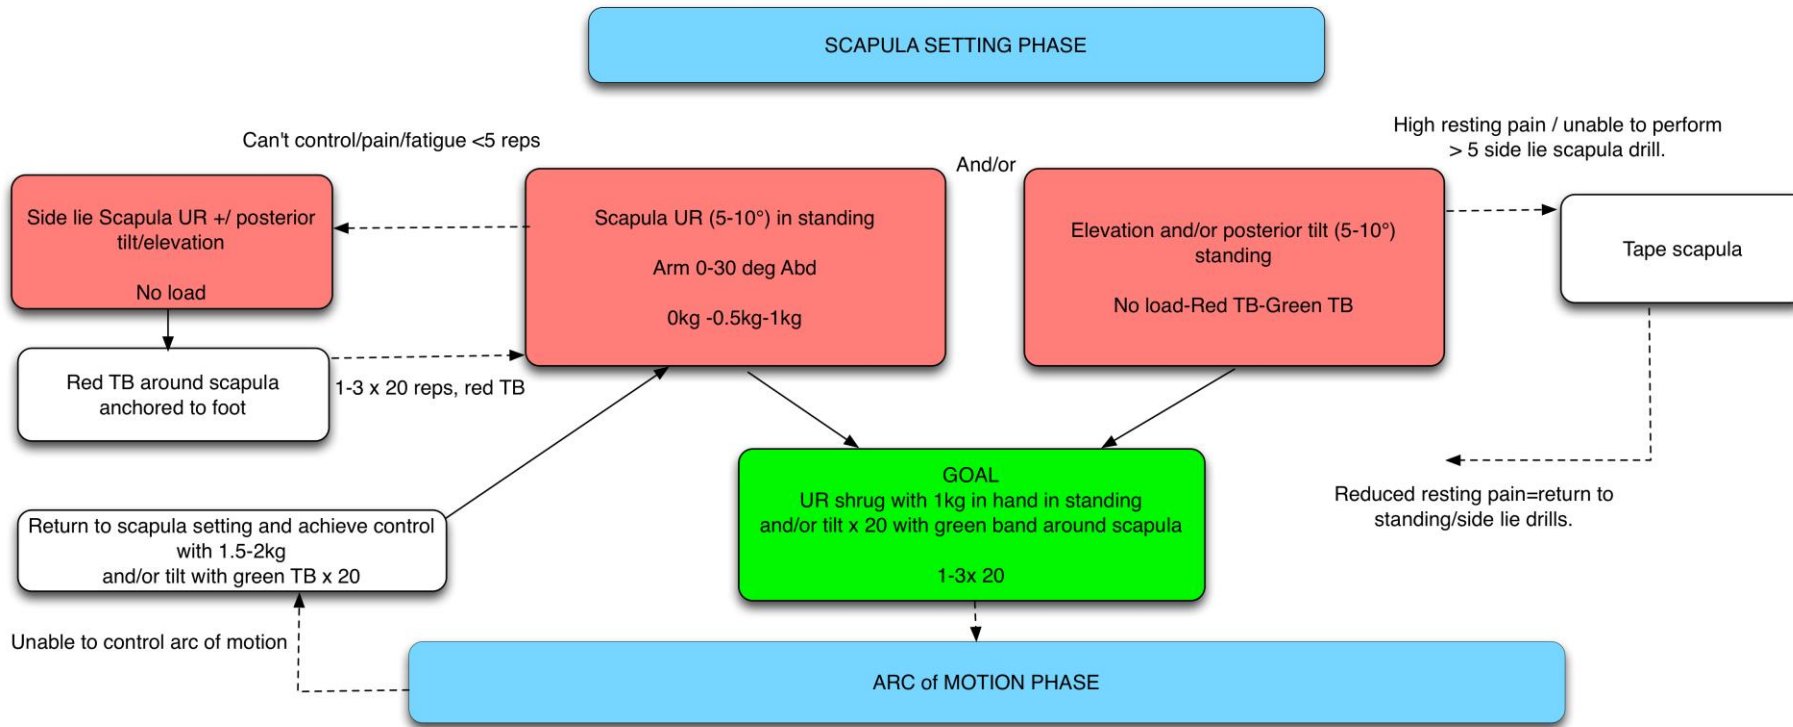 SCAPULA SETTING PHASE
Can't control/pain/fatigue <5 reps
High resting pain / unable to perform
> 5 side lie scapula drill.
And/or
Side lie Scapula UR +/ posterior
tilt/elevation
No load
Scapula UR (5-10°) in standing
Arm 0-30 deg Abd
0kg -0.5kg-1kg
Elevation and/or posterior tilt (5-10°)
standing
No load-Red TB-Green TB
Tape scapula
Red TB around scapula
anchored to foot
1-3 x 20 reps, red TB
GOAL
UR shrug with 1kg in hand in standing
and/or tilt x 20 with green band around scapula
1-3x 20
Reduced resting pain=return to
standing/side lie drills.
Return to scapula setting and achieve control
with 1.5-2kg
and/or tilt with green TB x 20
Unable to control arc of motion
ARC of MOTION PHASE